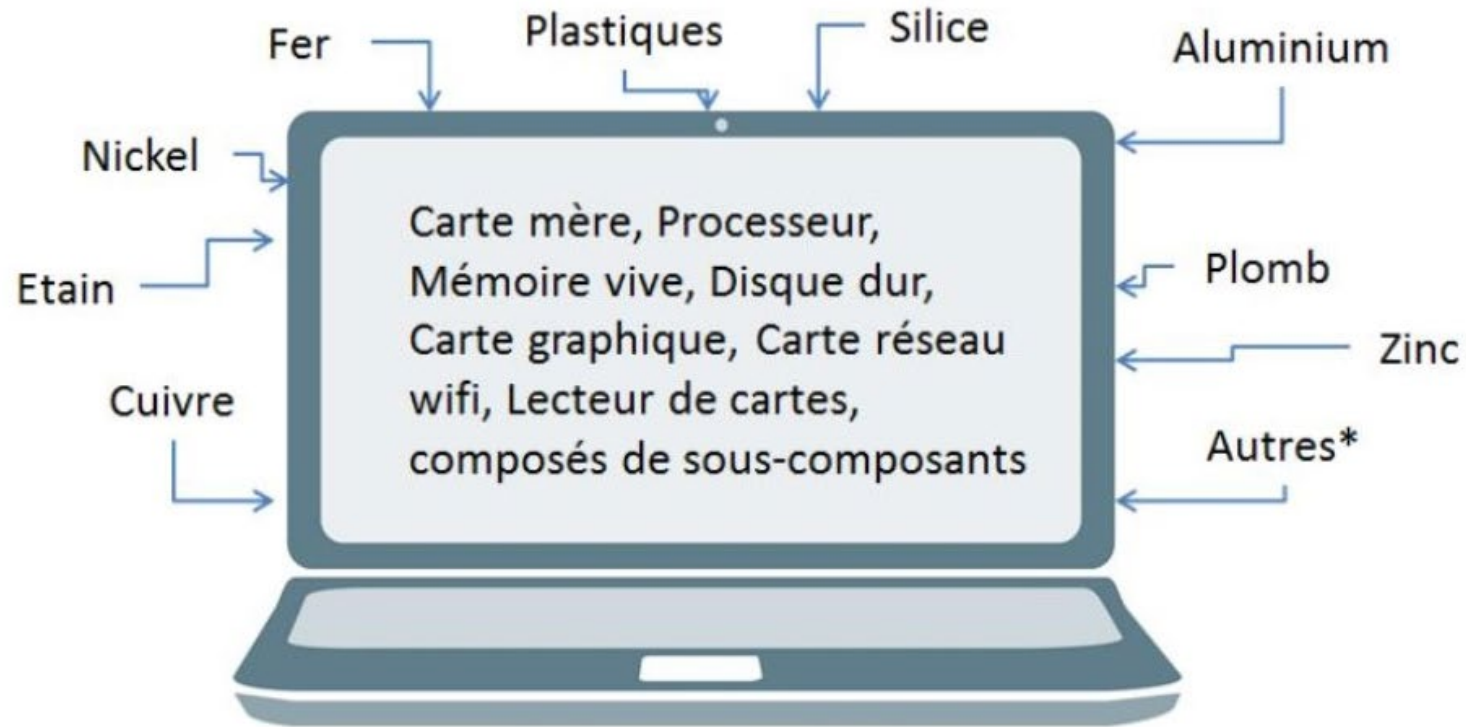 Fer
Plastiques
Silice
Aluminium
Nickel
Etain
Cuivre
Carte mère, Processeur,
Mémoire vive, Disque dur,
Carte graphique, Carte réseau
wifi, Lecteur de cartes,
composés de sous-composants
Plomb
Zinc
Autres*